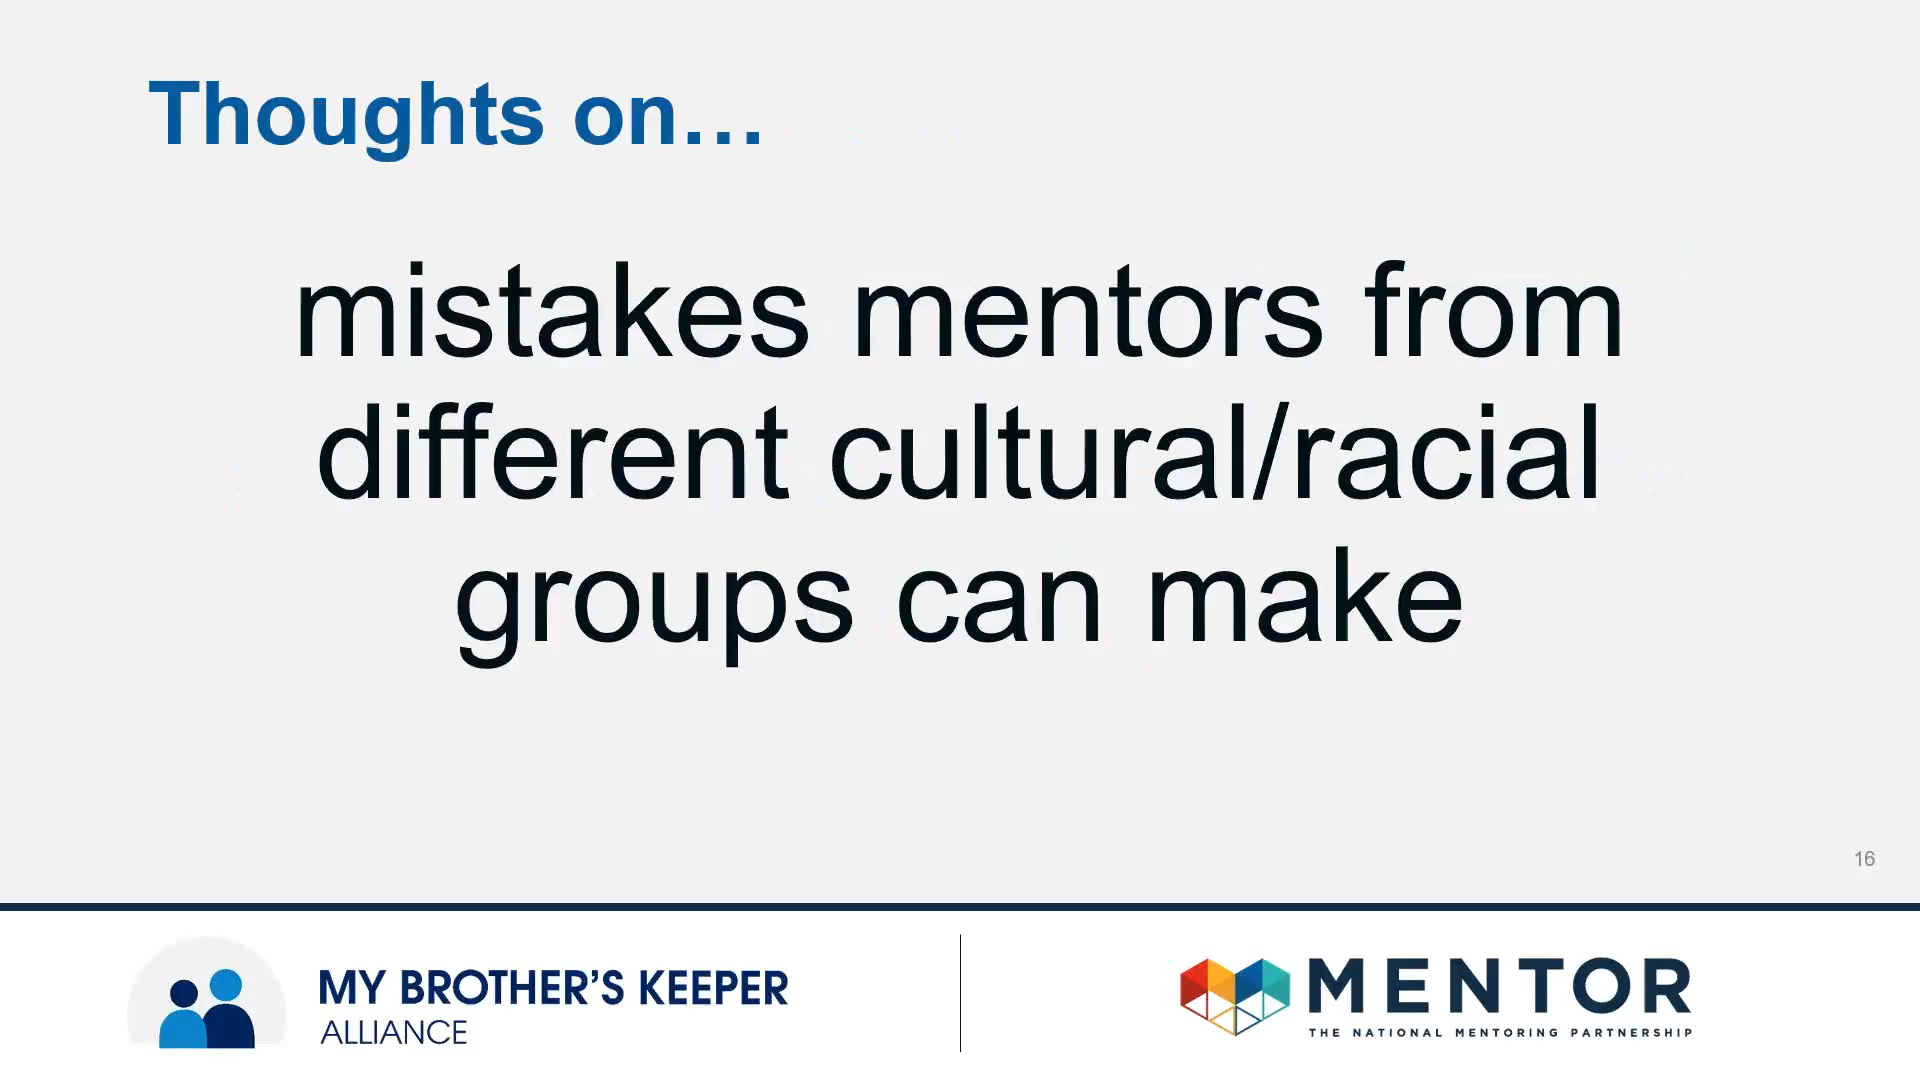 Thoughts on…
mistakes mentors from
different cultural/racial
groups can make
16
MY BROTHER’S KEEPER
ALLIANCE
MENTOR
THE NATIONAL MENTORING PARTNERSHIP